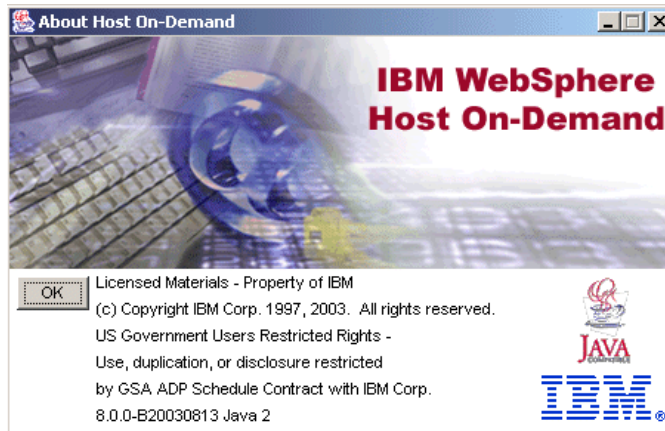 About Host On-Demand
IBM WebSphere
Host On-Demand
OK
Licensed Materials - Property of IBM
(c) Copyright IBM Corp. 1997, 2003. All rights reserved.
US Government Users Restricted Rights -
Use, duplication, or disclosure restricted
by GSA ADP Schedule Contract with IBM Corp.
8.0.0-B20030813 Java 2
JAVA
COMPATIBLE
IBM®